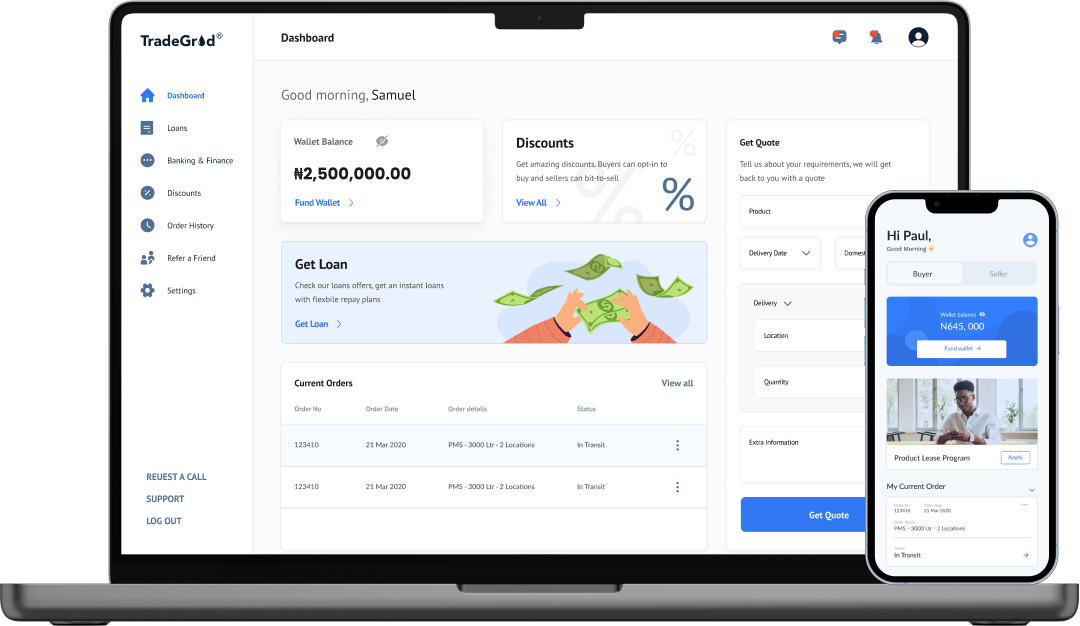 TradeGrid®
Dashboard
Dashboard
Loans
Banking & Finance
Discounts
Order History
Refer a Friend
Settings
REUEST A CALL
SUPPORT
LOG OUT
Good morning, Samuel
Wallet Balance
₦2,500,000.00
Fund Wallet
Discounts
Get amazing discounts. Buyers can opt-in to
buy and sellers can bit-to-sell
View All
%
Get Loan
Check our loans offers, get an instant loans
with flexbile repay plans
Get Loan
Current Orders
View all
Order No Order Date Order details Status
123410 21 Mar 2020 PMS - 3000 Ltr - 2 Locations In Transit
123410 21 Mar 2020 PMS - 3000 Ltr - 2 Locations In Transit
Get Quote
Tell us about your requirements, we will get
back to you with a quote
Product
Delivery Date Domest
Delivery
Location
Quantity
Extra Information
Get Quote
Hi Paul,
Good Morning
Buyer Seller
Wallet balance
N645, 000
Fund wallet
Product Lease Program Apply
My Current Order
Order No Order Date
123410 21 Mar 2020
Order details
PMS - 3000 Ltr - 2 Locations
Status
In Transit